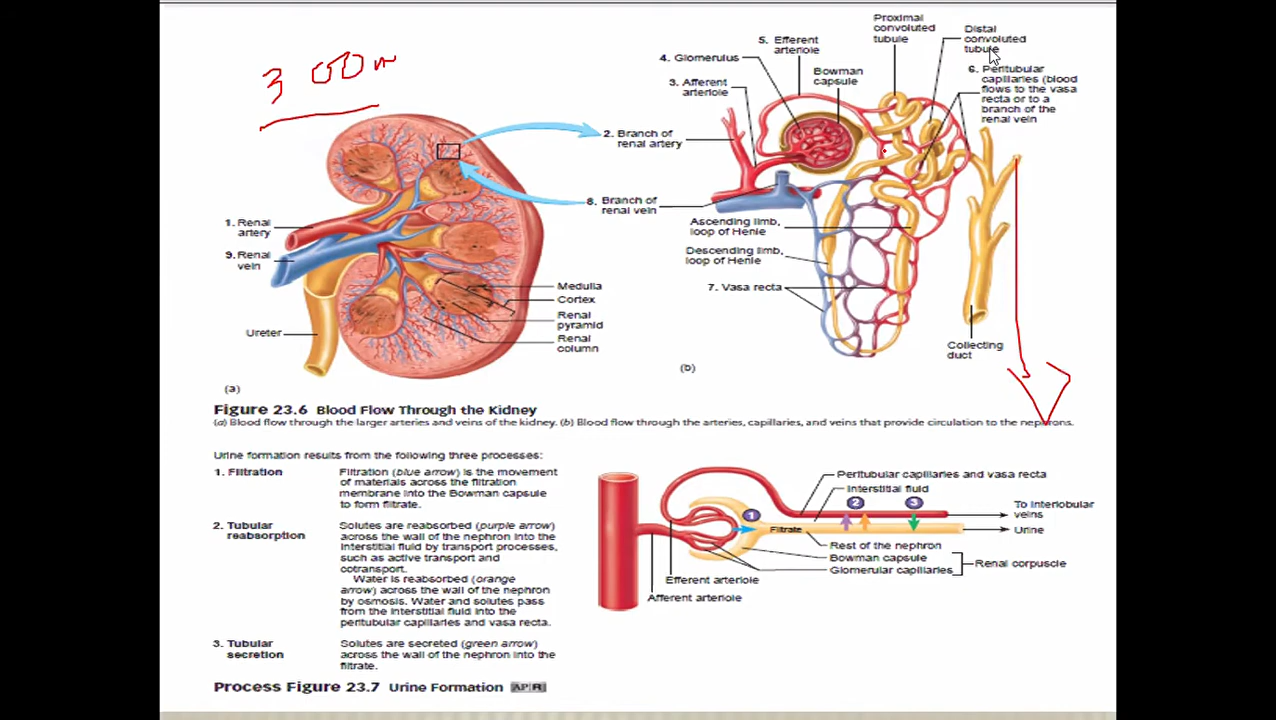 3 00
Proximal
convoluted
tubule
Distal
convoluted
tubule
5. Efferent
arteriole
4. Glomerulus
Bowman
capsule
3. Afferent
arteriole
6. Peritubular
capillaries (blood
flows to the vasa
recta or to a
branch of the
renal vein
2. Branch of
renal artery
8. Branch of
renal vein
1. Renal
artery
9. Renal
vein
Ascending limb,
loop of Henle
Descending limb,
loop of Henle
7. Vasa recta
Medulla
Cortex
Renal
pyramid
Renal
column
Ureter
Collecting
duct
(a)
(b)
Figure 23.6 Blood Flow Through the Kidney
(a) Blood flow through the larger arteries and veins of the kidney. (b) Blood flow through the arteries, capillaries, and veins that provide circulation to the nephrons.
Urine formation results from the following three processes:
1. Filtration
Filtration (blue arrow) is the movement
of materials across the filtration
membrane into the Bowman capsule
to form filtrate.
2. Tubular
reabsorption
Solutes are reabsorbed (purple arrow)
across the wall of the nephron into the
interstitial fluid by transport processes,
such as active transport and
cotransport.
Water is reabsorbed (orange
arrow) across the wall of the nephron
by osmosis. Water and solutes pass
from the interstitial fluid into the
peritubular capillaries and vasa recta.
3. Tubular
secretion
Solutes are secreted (green arrow)
across the wall of the nephron into the
filtrate.
Peritubular capillaries and vasa recta
Interstitial fluid
1
2
3
To interlobular
veins
Filtrate
Urine
Rest of the nephron
Bowman capsule
Glomerular capillaries
Renal corpuscle
Efferent arteriole
Afferent arteriole
Process Figure 23.7 Urine Formation AP|R